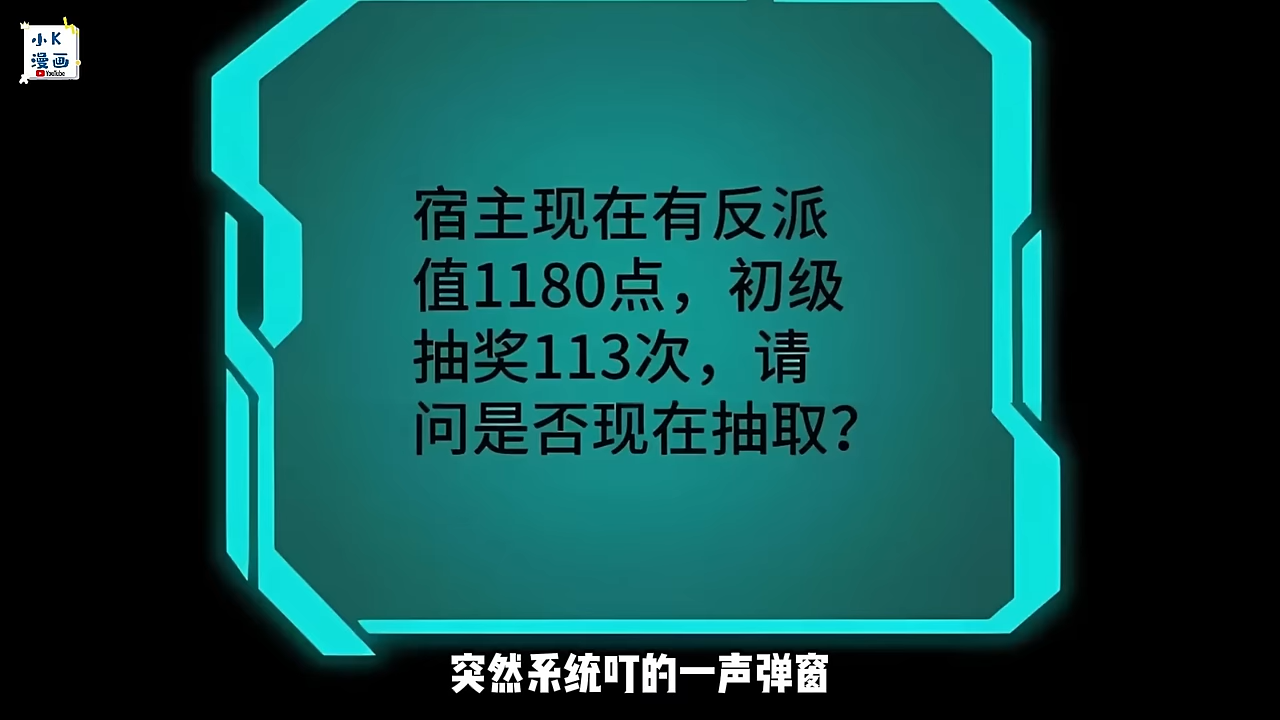 小K
漫画
YouTube
宿主现在有反派
值1180点，初级
抽奖113次，请
问是否现在抽取？
突然系统叮的一声弹窗